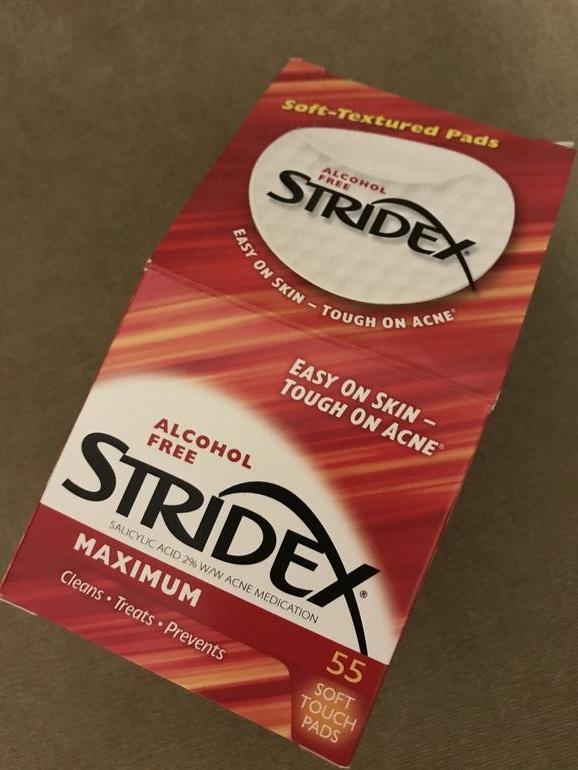 Soft-Textured Pads
ALCOHOL
FREE
STRIDEX®
EASY ON SKIN – TOUGH ON ACNE®
EASY ON SKIN –
TOUGH ON ACNE®
ALCOHOL
FREE
STRIDEX®
SALICYLIC ACID 2% W/W ACNE MEDICATION
MAXIMUM
Cleans • Treats • Prevents
55
SOFT
TOUCH
PADS